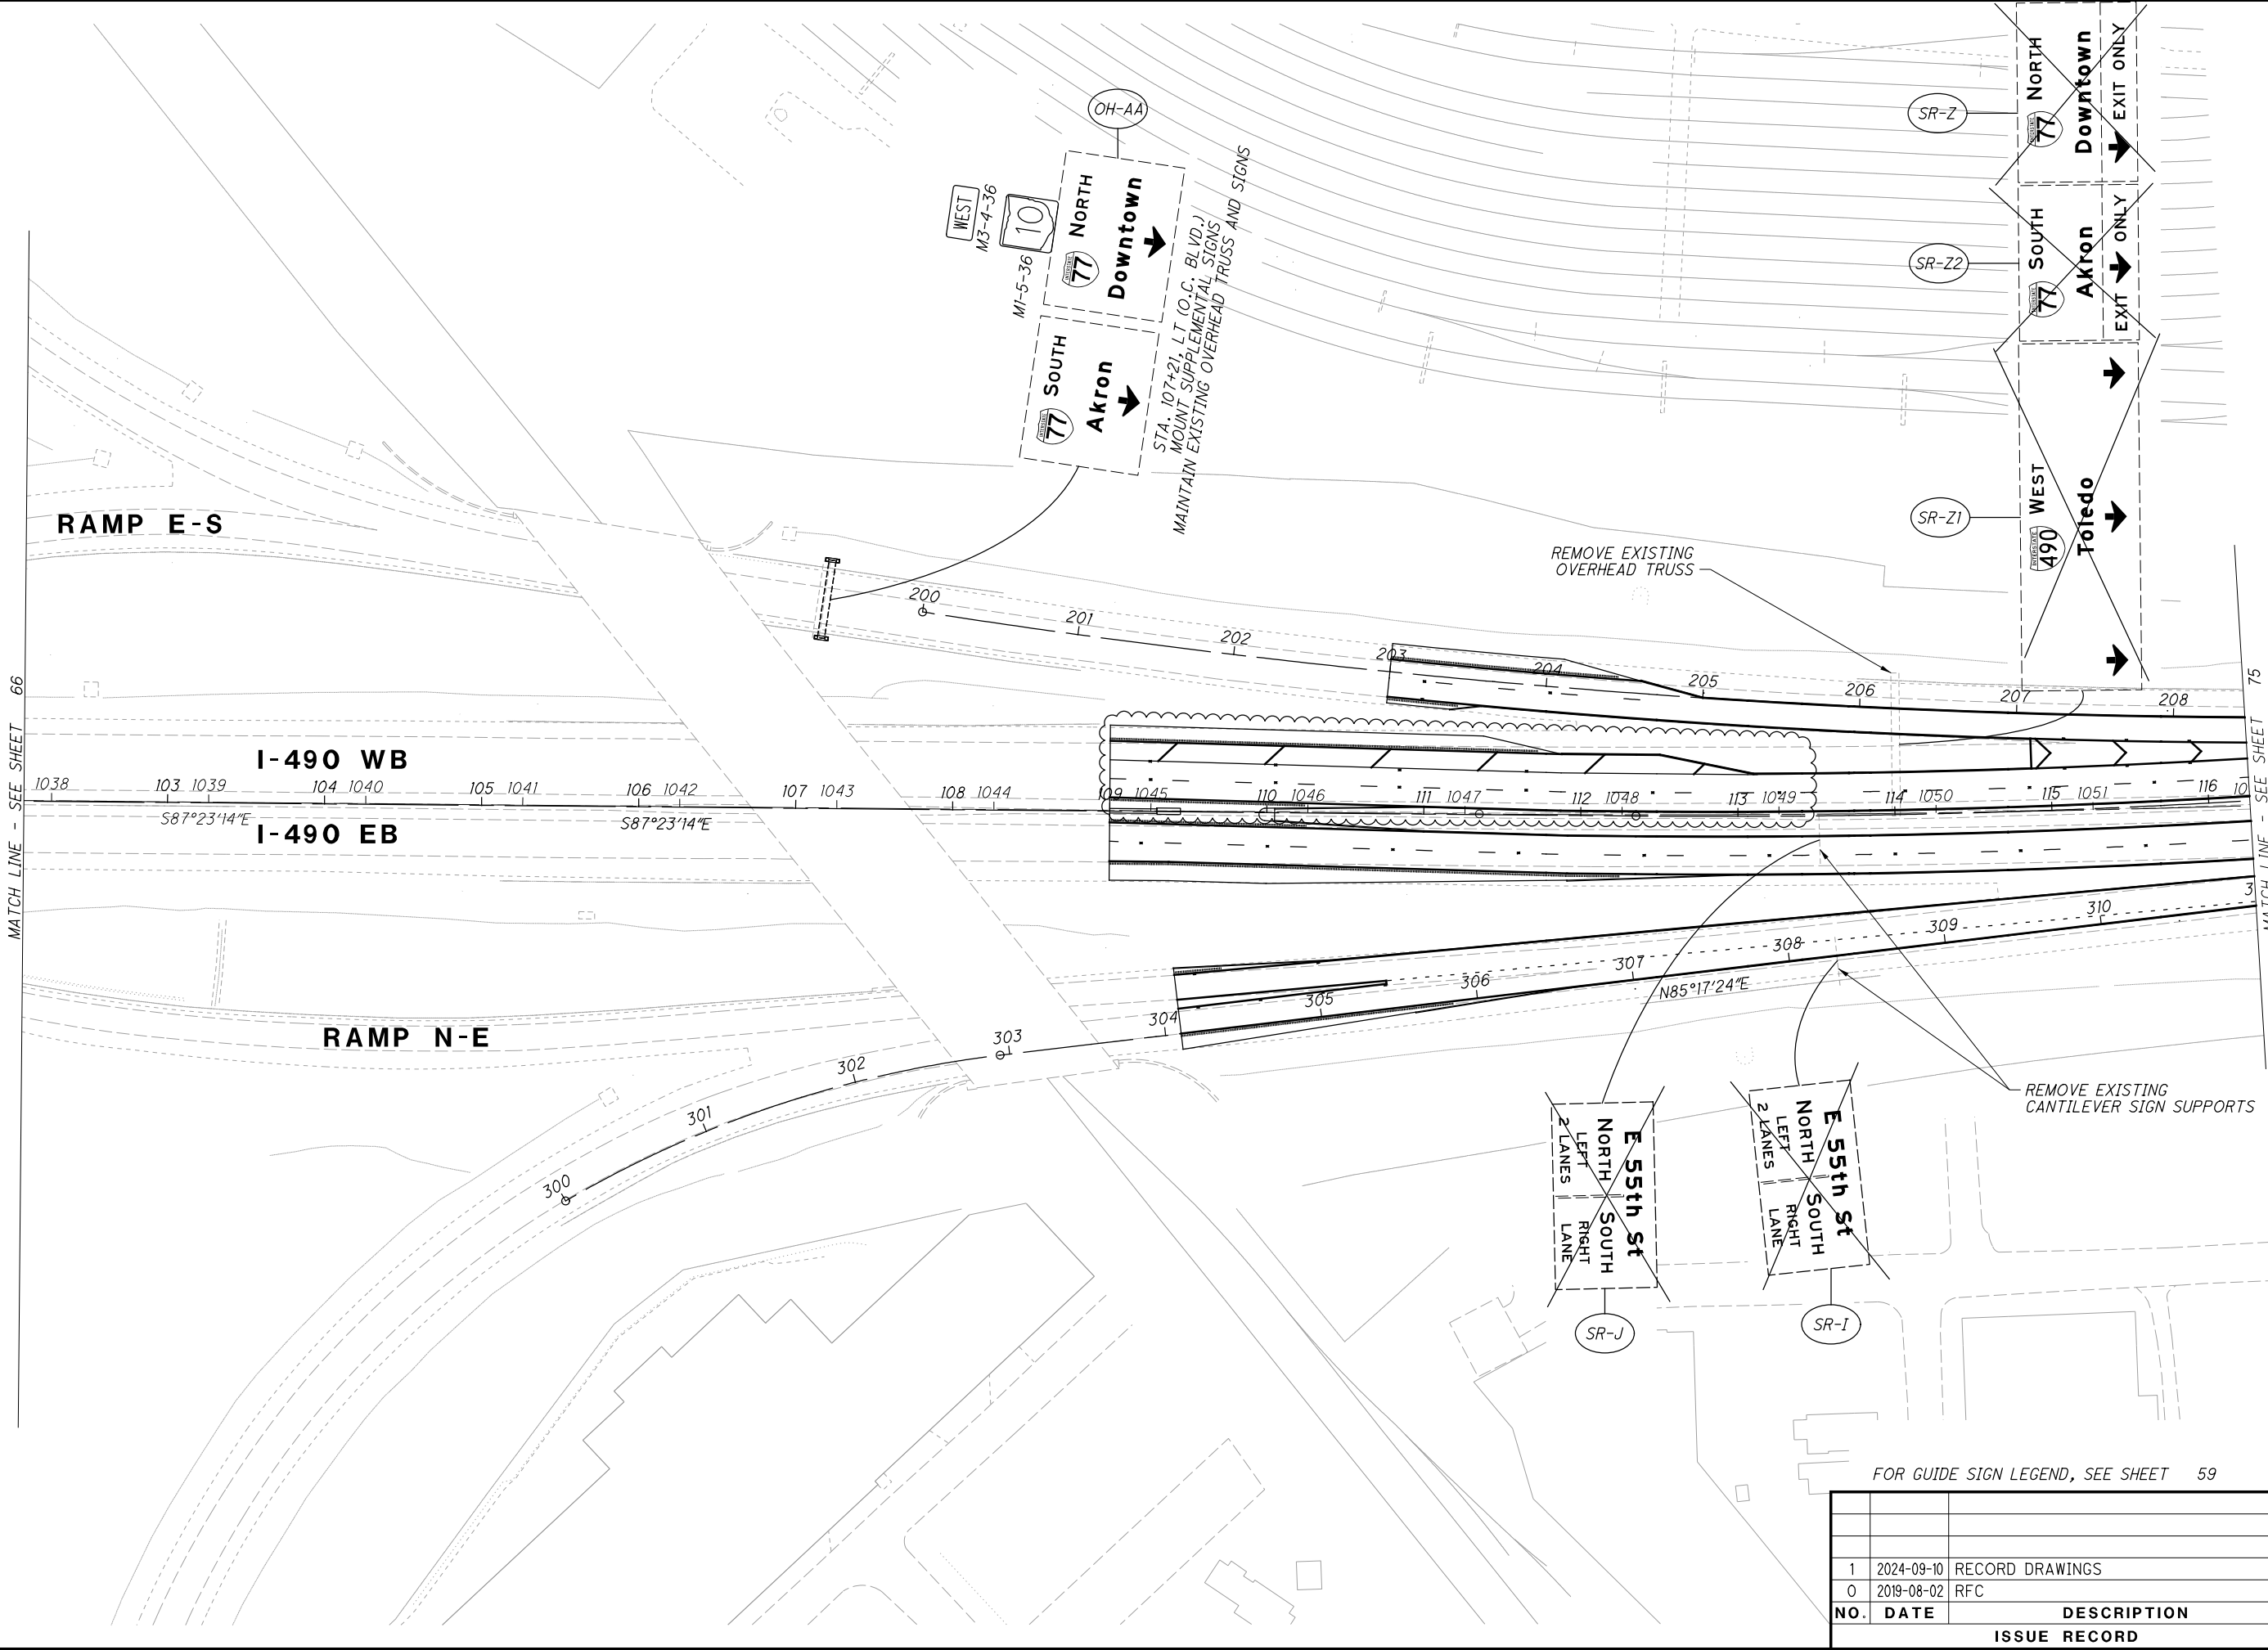 OH-AA
WEST
M3-4-36
10
M1-5-36
INTERSTATE
77
NORTH
Downtown
INTERSTATE
77
SOUTH
Akron
STA. 107+21, LT (O.C. BLVD.)
MOUNT SUPPLEMENTAL SIGNS
MAINTAIN EXISTING OVERHEAD TRUSS AND SIGNS
SR-Z
INTERSTATE
77
NORTH
Downtown
EXIT ONLY
SR-Z2
INTERSTATE
77
SOUTH
Akron
EXIT ONLY
SR-Z1
INTERSTATE
490
WEST
Toledo
REMOVE EXISTING
OVERHEAD TRUSS
RAMP E-S
MATCH LINE - SEE SHEET 66
MATCH LINE - SEE SHEET 75
200
201
202
203
204
205
206
207
208
I-490 WB
1038
103
1039
104
1040
105
1041
106
1042
107
1043
108
1044
109
1045
110
1046
111
1047
112
1048
113
1049
114
1050
115
1051
116
10
S87°23'14"E
S87°23'14"E
I-490 EB
RAMP N-E
300
301
302
303
304
305
306
307
308
309
310
3
N85°17'24"E
REMOVE EXISTING
CANTILEVER SIGN SUPPORTS
E 55th St
NORTH
SOUTH
LEFT
2 LANES
RIGHT
LANE
SR-J
E 55th St
NORTH
SOUTH
LEFT
2 LANES
RIGHT
LANE
SR-I
FOR GUIDE SIGN LEGEND, SEE SHEET 59
1 2024-09-10 RECORD DRAWINGS
0 2019-08-02 RFC
NO. DATE DESCRIPTION
ISSUE RECORD